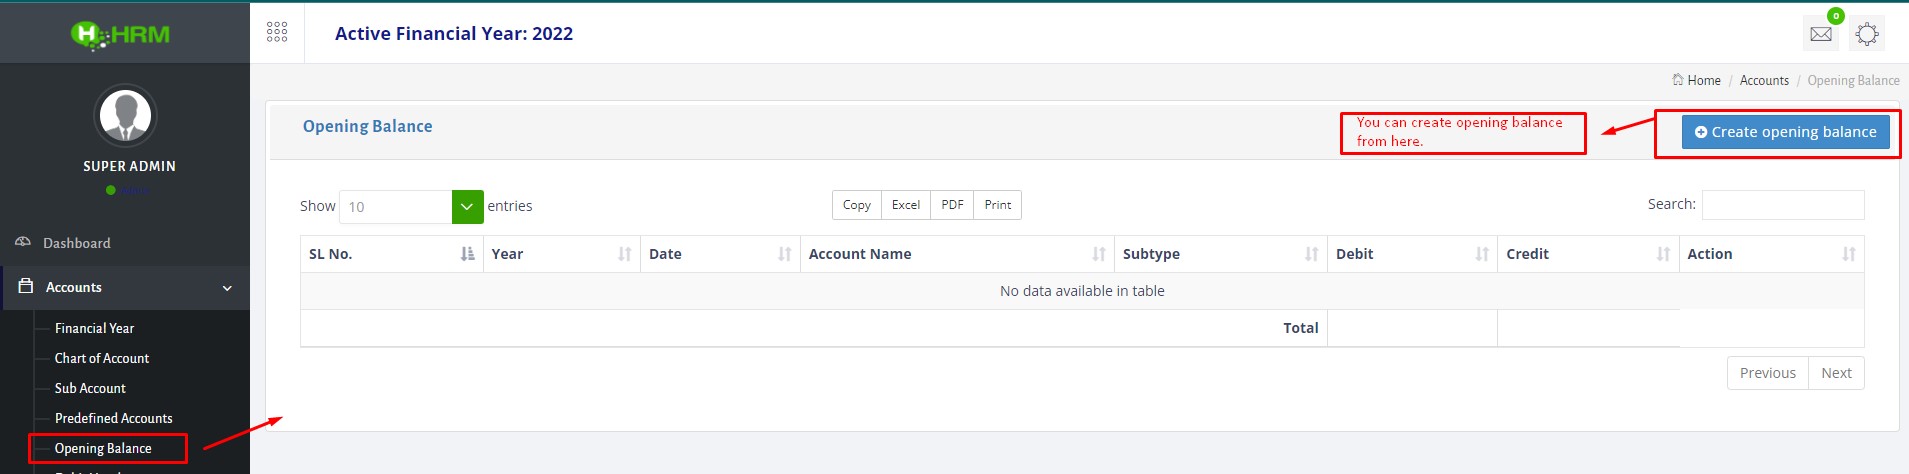 HRM
Active Financial Year: 2022
0
Home / Accounts / Opening Balance
SUPER ADMIN
Dashboard
Accounts
Financial Year
Chart of Account
Sub Account
Predefined Accounts
Opening Balance
Opening Balance
You can create opening balance
from here.
Create opening balance
Show 10 entries
Copy Excel PDF Print
Search:
SL No. Year Date Account Name Subtype Debit Credit Action
No data available in table
Total
Previous Next